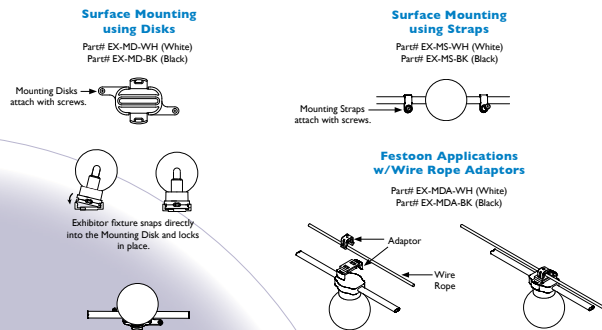 Surface Mounting
using Disks
Part# EX-MD-WH (White)
Part# EX-MD-BK (Black)
Mounting Disks
attach with screws.
Exhibitor fixture snaps directly
into the Mounting Disk and locks
in place.
Surface Mounting
using Straps
Part# EX-MS-WH (White)
Part# EX-MS-BK (Black)
Mounting Straps
attach with screws.
Festoon Applications
w/Wire Rope Adaptors
Part# EX-MDA-WH (White)
Part# EX-MDA-BK (Black)
Adaptor
Wire
Rope